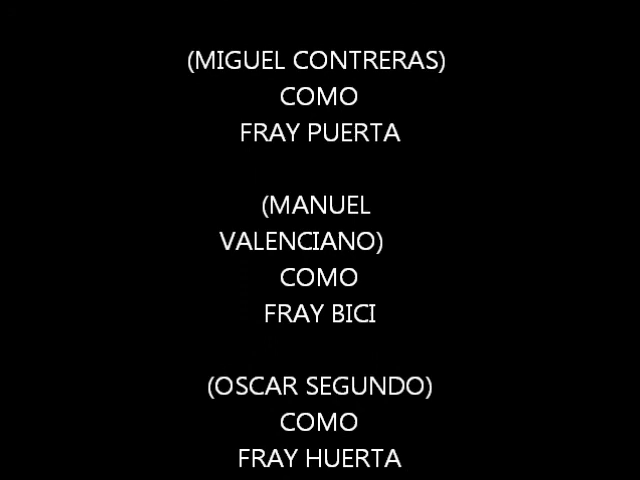 (MIGUEL CONTRERAS)
COMO
FRAY PUERTA
(MANUEL
VALENCIANO)
COMO
FRAY BICI
(OSCAR SEGUNDO)
COMO
FRAY HUERTA